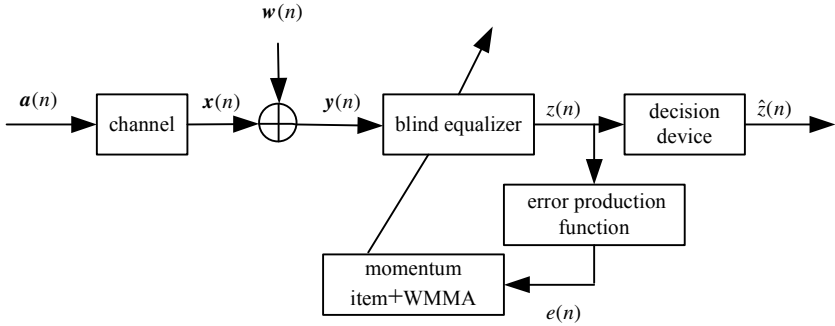 w(n)
a(n)
channel
x(n)
y(n)
blind equalizer
z(n)
decision
device
ẑ(n)
error production
function
momentum
item+WMMA
e(n)